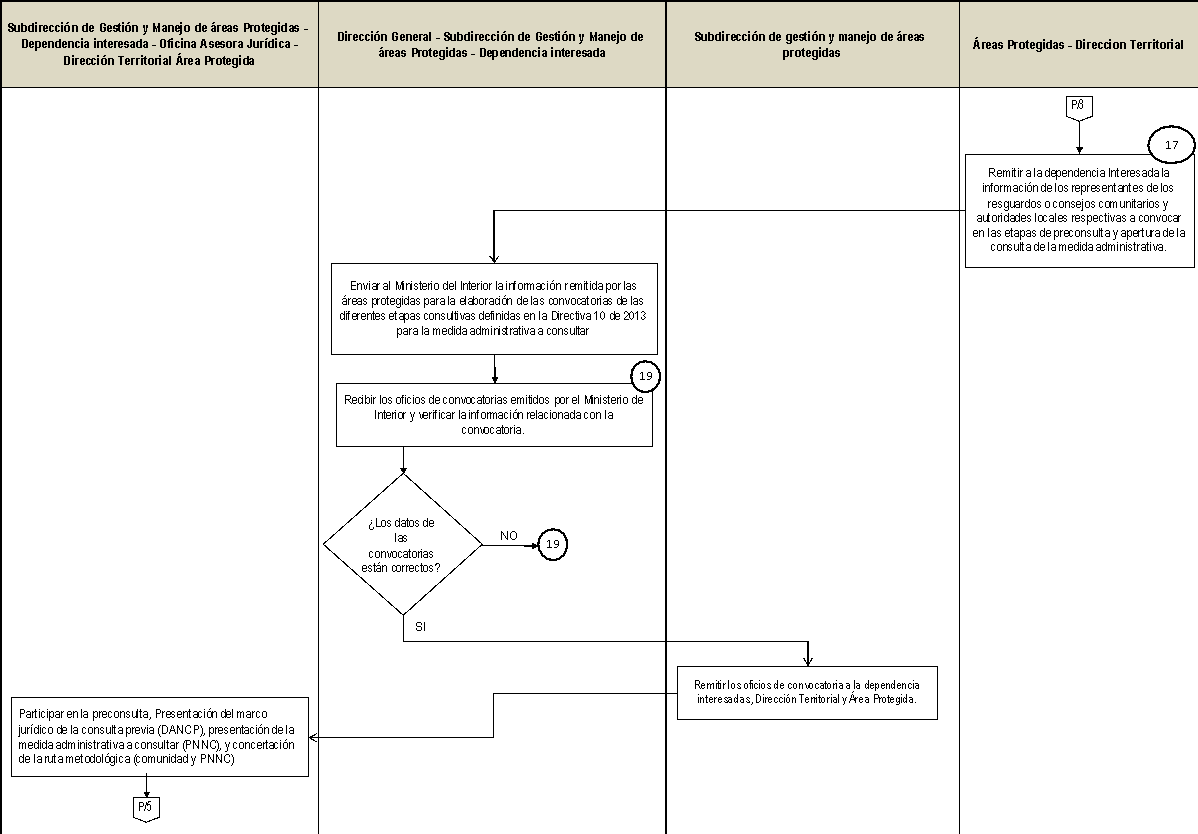 Subdirección de Gestión y Manejo de áreas Protegidas -
Dependencia interesada - Oficina Asesora Jurídica -
Dirección Territorial Área Protegida
Dirección General - Subdirección de Gestión y Manejo de
áreas Protegidas - Dependencia interesada
Subdirección de gestión y manejo de áreas
protegidas
Áreas Protegidas - Direccion Territorial
P/3
17
Remitir a la dependencia Interesada la
información de los representantes de los
resguardos o consejos comunitarios y
autoridades locales respectivas a convocar
en las etapas de preconsulta y apertura de la
consulta de la medida administrativa.
Enviar al Ministerio del Interior la información remitida por las
áreas protegidas para la elaboración de las convocatorias de las
diferentes etapas consultivas definidas en la Directiva 10 de 2013
para la medida administrativa a consultar
19
Recibir los oficios de convocatorias emitidos por el Ministerio de
Interior y verificar la información relacionada con la
convocatoria.
¿Los datos de
las
convocatorias
están correctos?
NO
19
SI
Remitir los oficios de convocatoria a la dependencia
interesadas, Dirección Territorial y Área Protegida.
Participar en la preconsulta, Presentación del marco
jurídico de la consulta previa (DANCP), presentación de la
medida administrativa a consultar (PNNC), y concertación
de la ruta metodológica (comunidad y PNNC)
P/5